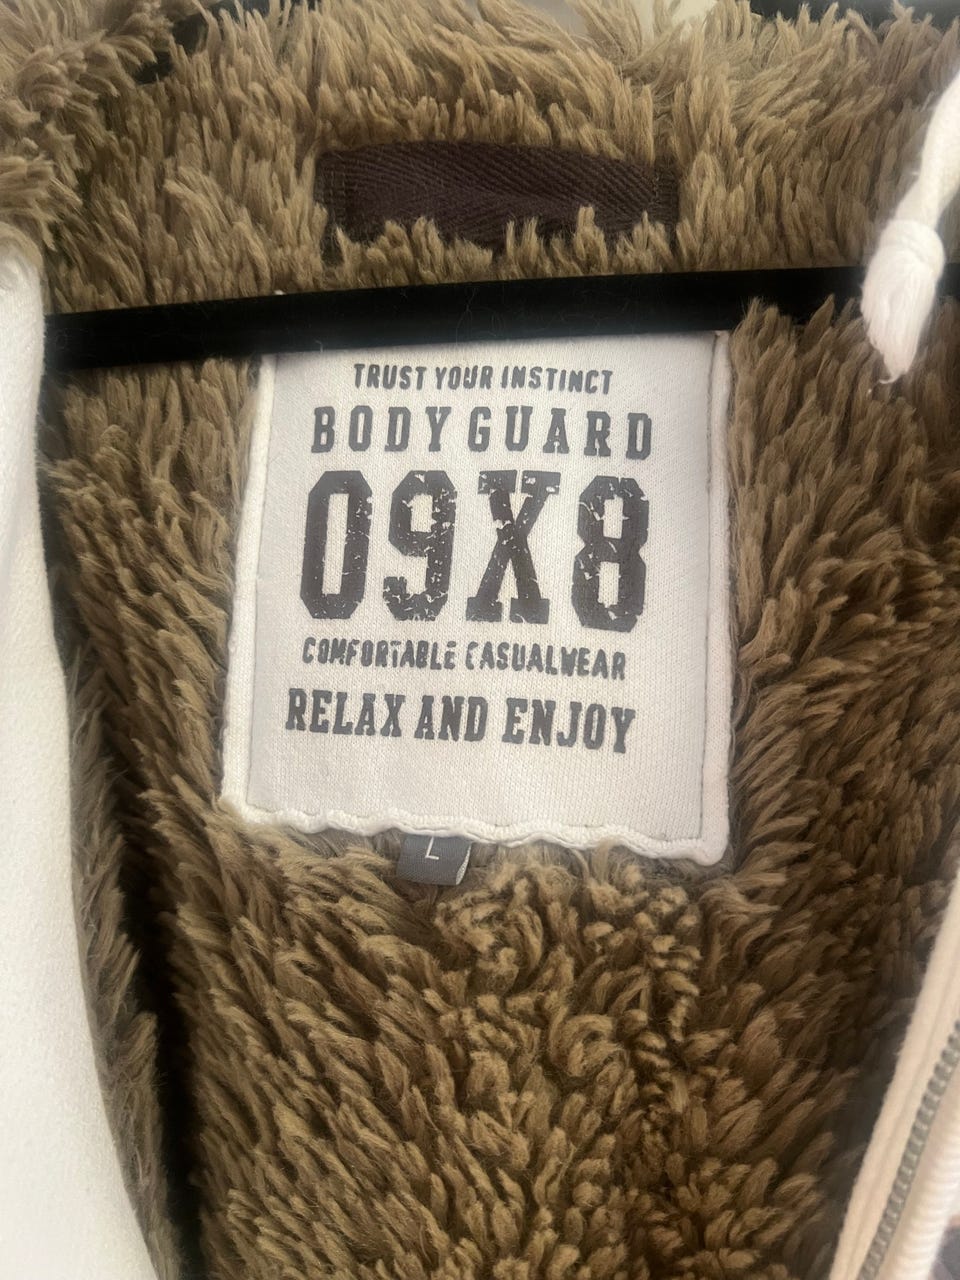 TRUST YOUR INSTINCT
BODYGUARD
09X8
COMFORTABLE CASUALWEAR
RELAX AND ENJOY
L